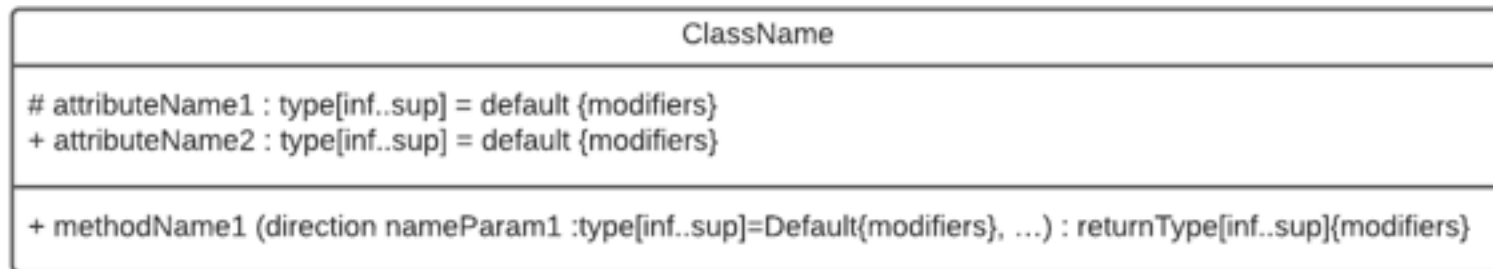 ClassName
# attributeName1 : type[inf..sup] = default {modifiers}
+ attributeName2 : type[inf..sup] = default {modifiers}
+ methodName1 (direction nameParam1 :type[inf..sup]=Default{modifiers}, ...) : returnType[inf..sup]{modifiers}